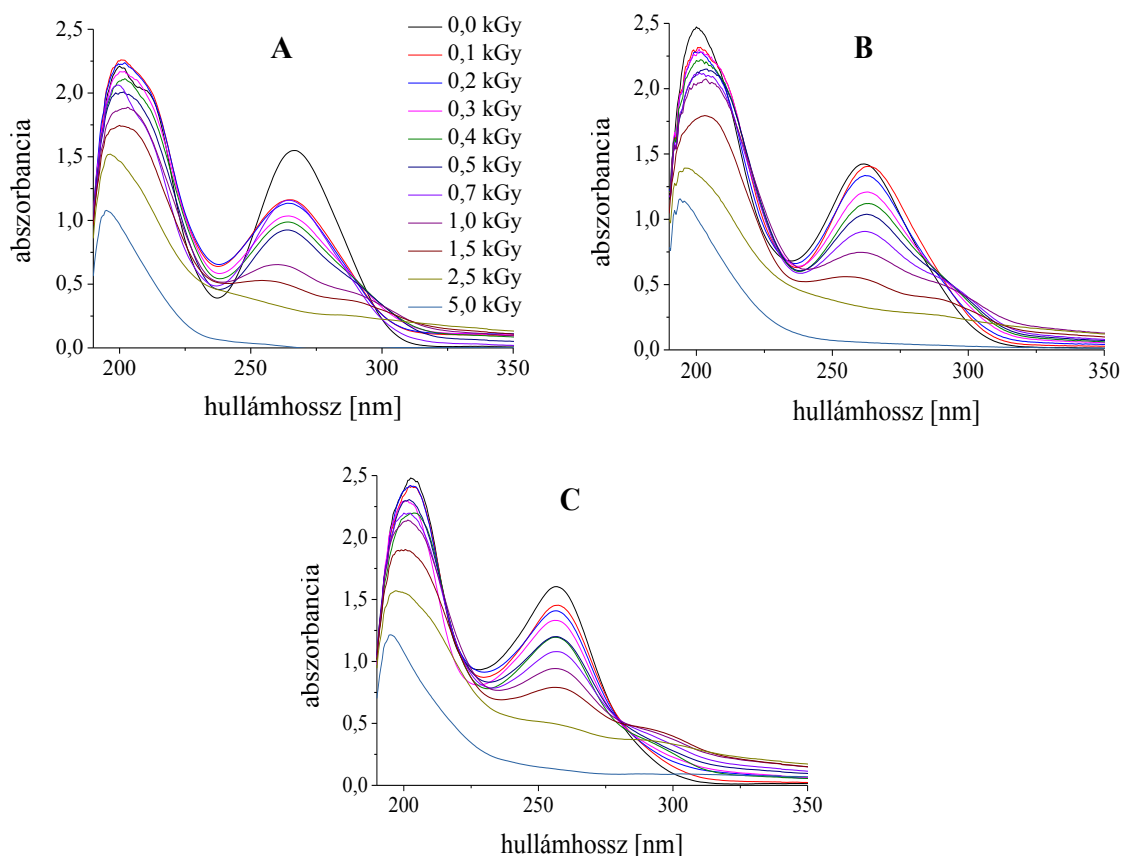 A
2,5
2,0
1,5
1,0
0,5
0,0
200
250
300
350
abszorbancia
hullámhossz [nm]
0,0 kGy
0,1 kGy
0,2 kGy
0,3 kGy
0,4 kGy
0,5 kGy
0,7 kGy
1,0 kGy
1,5 kGy
2,5 kGy
5,0 kGy
B
2,5
2,0
1,5
1,0
0,5
0,0
200
250
300
350
abszorbancia
hullámhossz [nm]
C
2,5
2,0
1,5
1,0
0,5
0,0
200
250
300
350
abszorbancia
hullámhossz [nm]